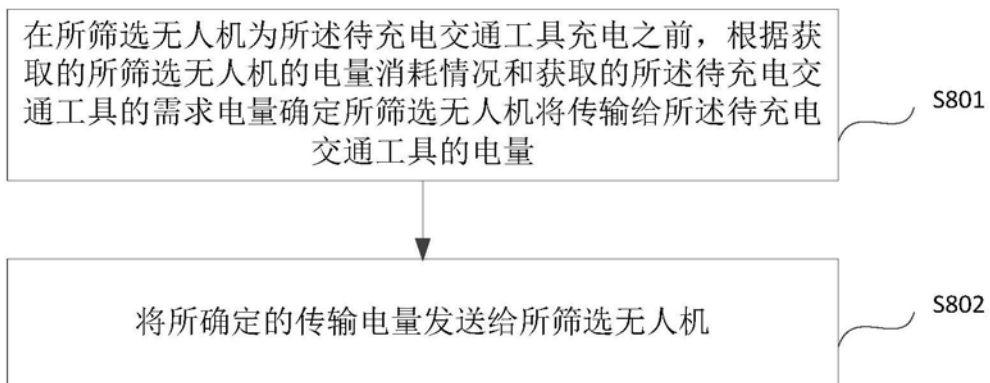 在所筛选无人机为所述待充电交通工具充电之前，根据获
取的所筛选无人机的电量消耗情况和获取的所述待充电交
通工具的需求电量确定所筛选无人机将传输给所述待充电
交通工具的电量
S801
将所确定的传输电量发送给所筛选无人机
S802